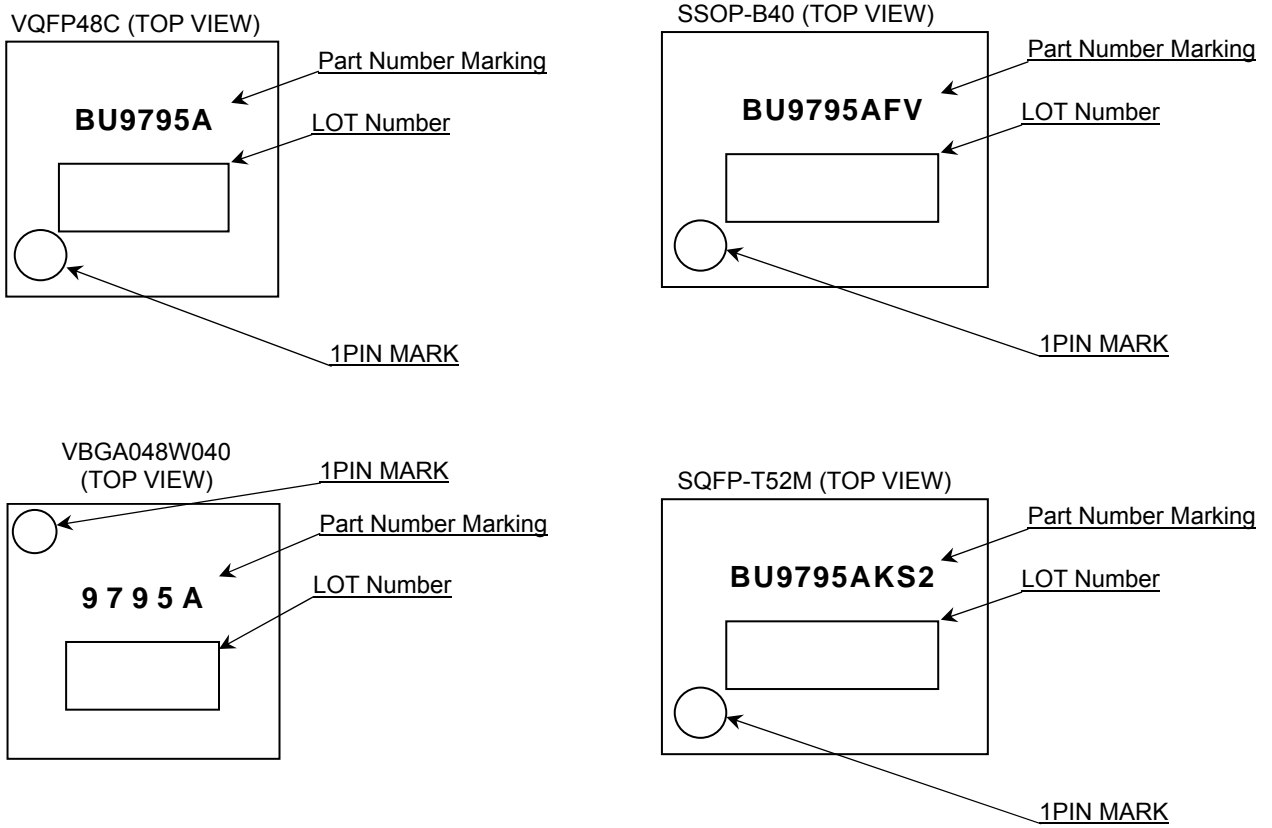 VQFP48C (TOP VIEW)
Part Number Marking
BU9795A
LOT Number
1PIN MARK
SSOP-B40 (TOP VIEW)
Part Number Marking
BU9795AFV
LOT Number
1PIN MARK
VBGA048W040
(TOP VIEW)
1PIN MARK
Part Number Marking
9795A
LOT Number
SQFP-T52M (TOP VIEW)
Part Number Marking
BU9795AKS2
LOT Number
1PIN MARK